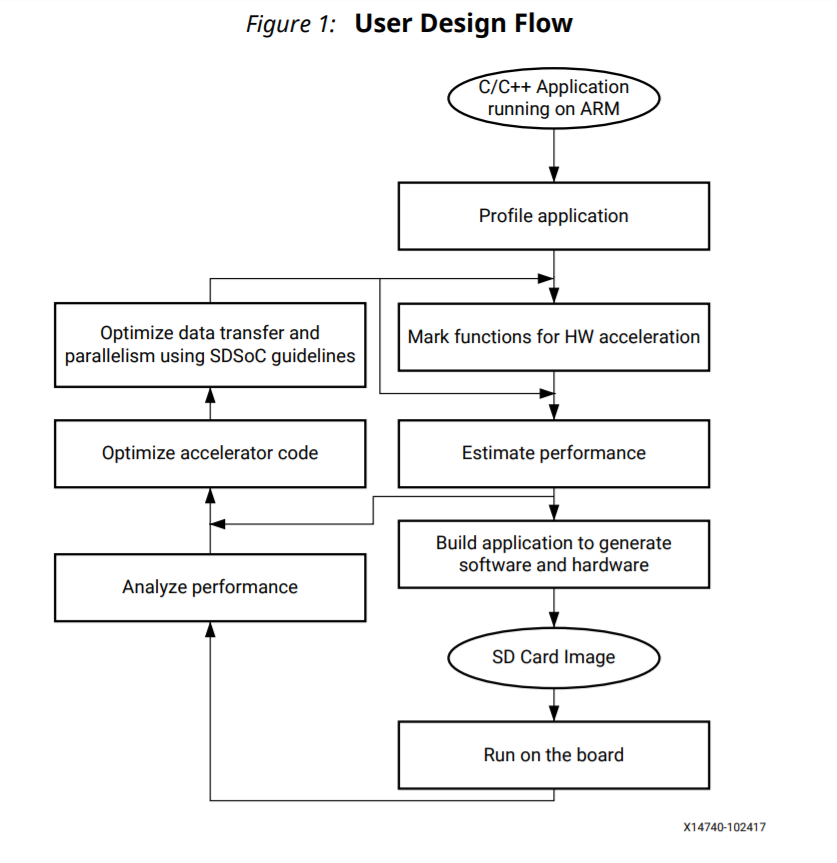 Figure 1: User Design Flow
C/C++ Application
running on ARM
Profile application
Optimize data transfer and
parallelism using SDSoC guidelines
Mark functions for HW acceleration
Optimize accelerator code
Estimate performance
Build application to generate
software and hardware
Analyze performance
SD Card Image
Run on the board
X14740-102417